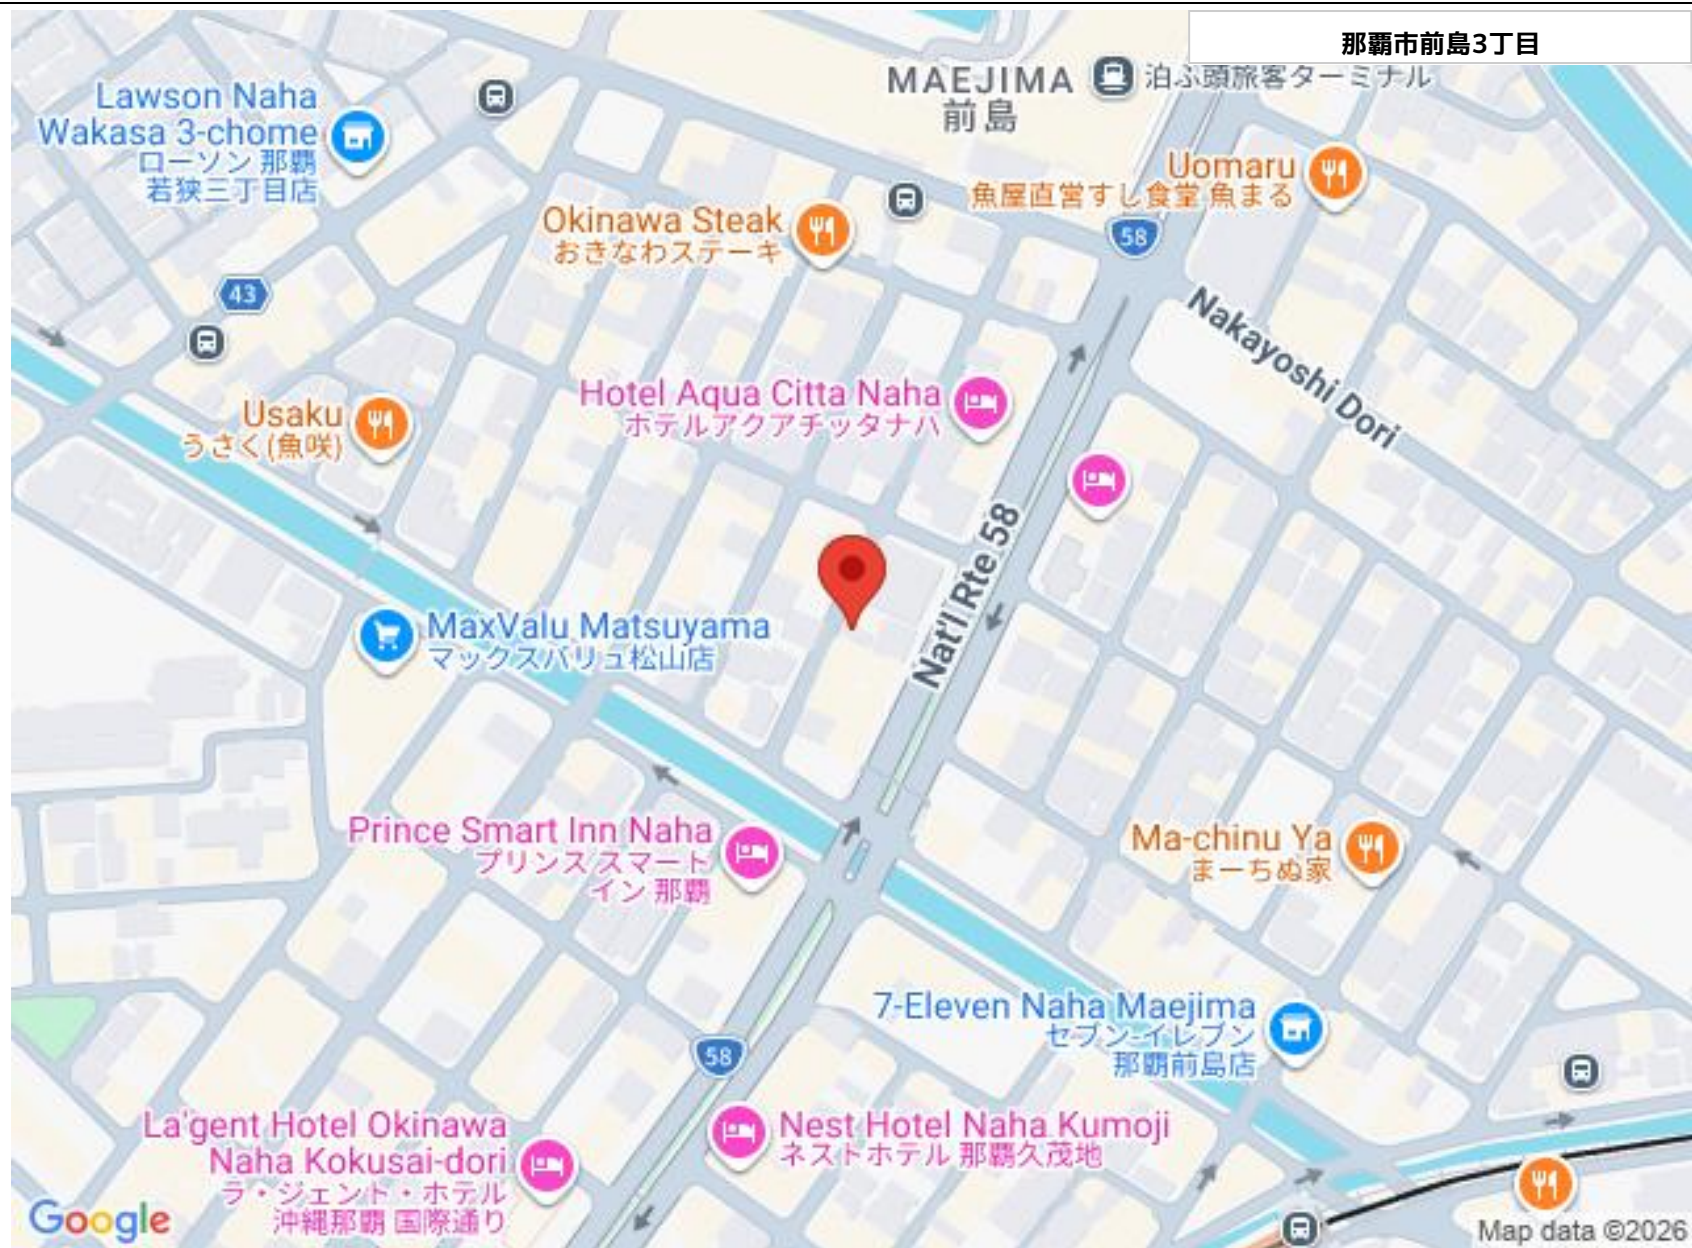 那覇市前島3丁目
MAEJIMA
前島
泊ふ頭旅客ターミナル
Lawson Naha
Wakasa 3-chome
ローソン 那覇
若狭三丁目店
Uomaru
魚屋直営すし食堂 魚まる
Okinawa Steak
おきなわステーキ
58
43
Nakayoshi Dori
Hotel Aqua Citta Naha
ホテルアクアチッタナハ
Usaku
うさく(魚咲)
Nat'l Rte 58
MaxValu Matsuyama
マックスバリュ松山店
Prince Smart Inn Naha
プリンス スマート
イン 那覇
Ma-chinu Ya
まーちぬ家
7-Eleven Naha Maejima
セブン-イレブン
那覇前島店
58
La'gent Hotel Okinawa
Naha Kokusai-dori
ラ・ジェント・ホテル
沖縄那覇 国際通り
Nest Hotel Naha Kumoji
ネストホテル 那覇久茂地
Google
Map data ©2026